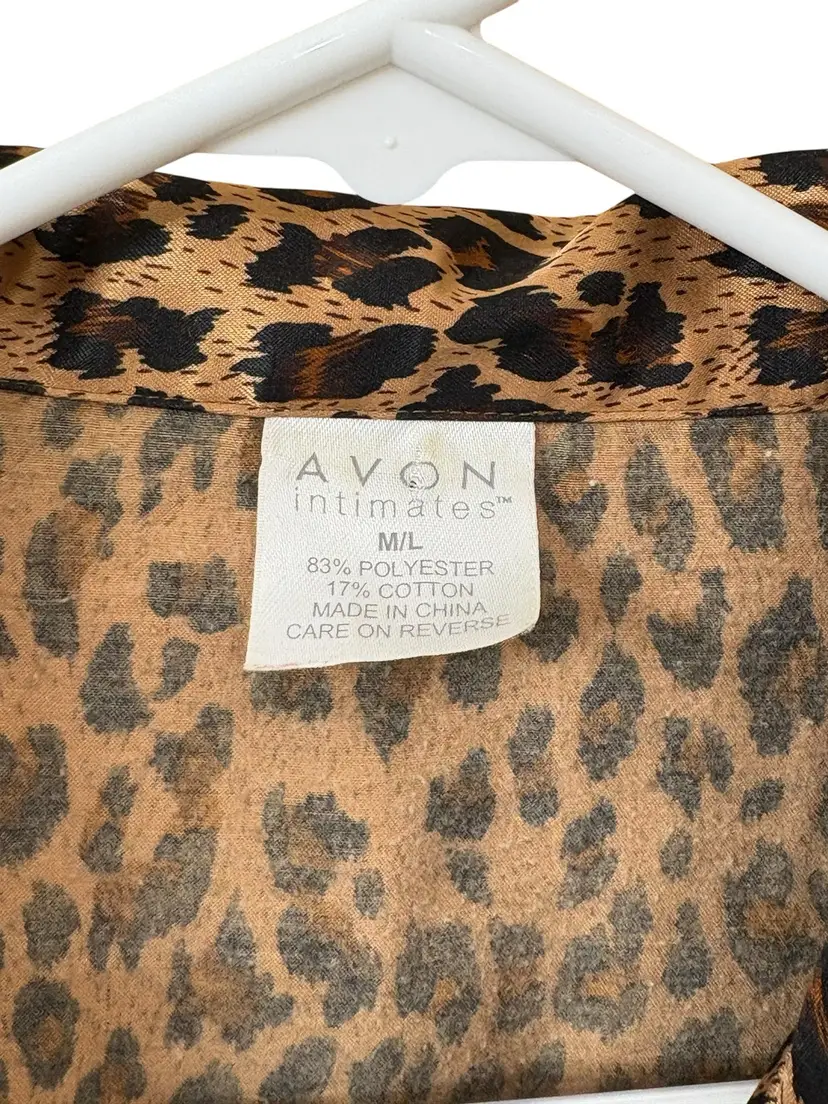 AVON
intimates™
M/L
83% POLYESTER
17% COTTON
MADE IN CHINA
CARE ON REVERSE